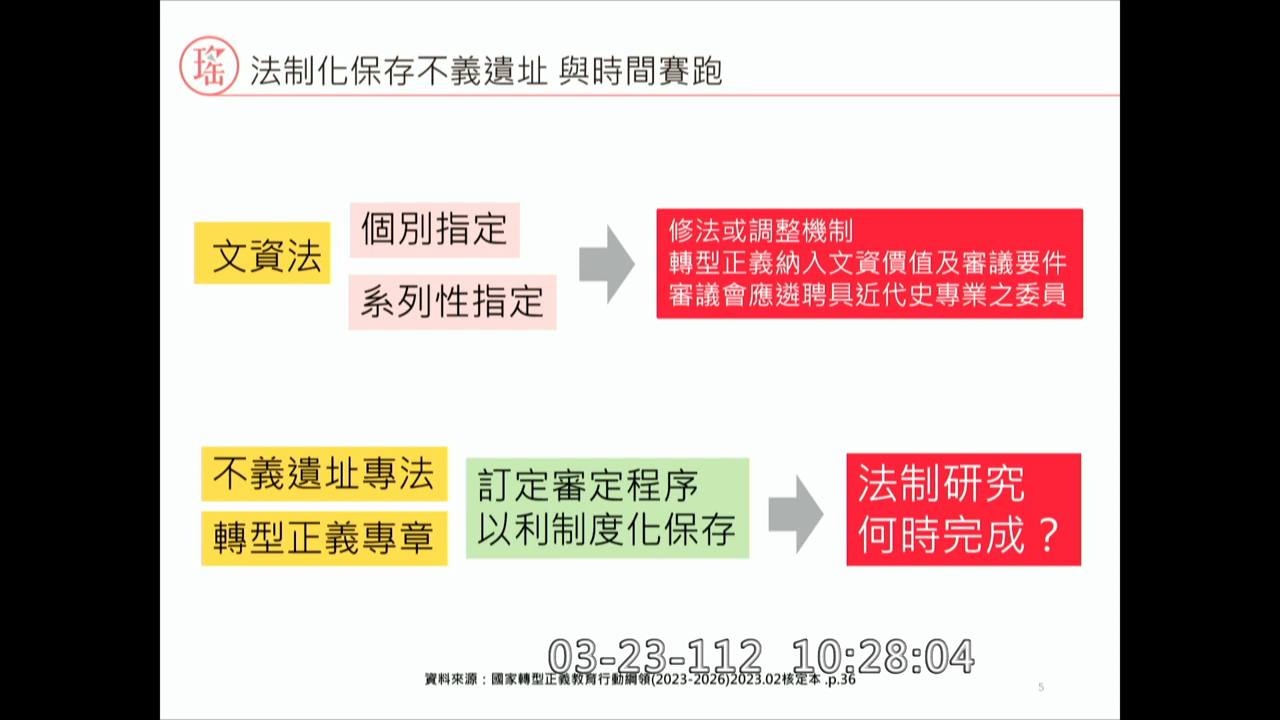 瑤
法制化保存不義遺址 與時間賽跑
文資法
個別指定
系列性指定
修法或調整機制
轉型正義納入文資價值及審議要件
審議會應遴聘具近代史專業之委員
不義遺址專法
轉型正義專章
訂定審定程序
以利制度化保存
法制研究
何時完成？
03-23-112 10:28:04
資料來源：國家轉型正義教育行動綱領(2023-2026)2023.02核定本 .p.36
5